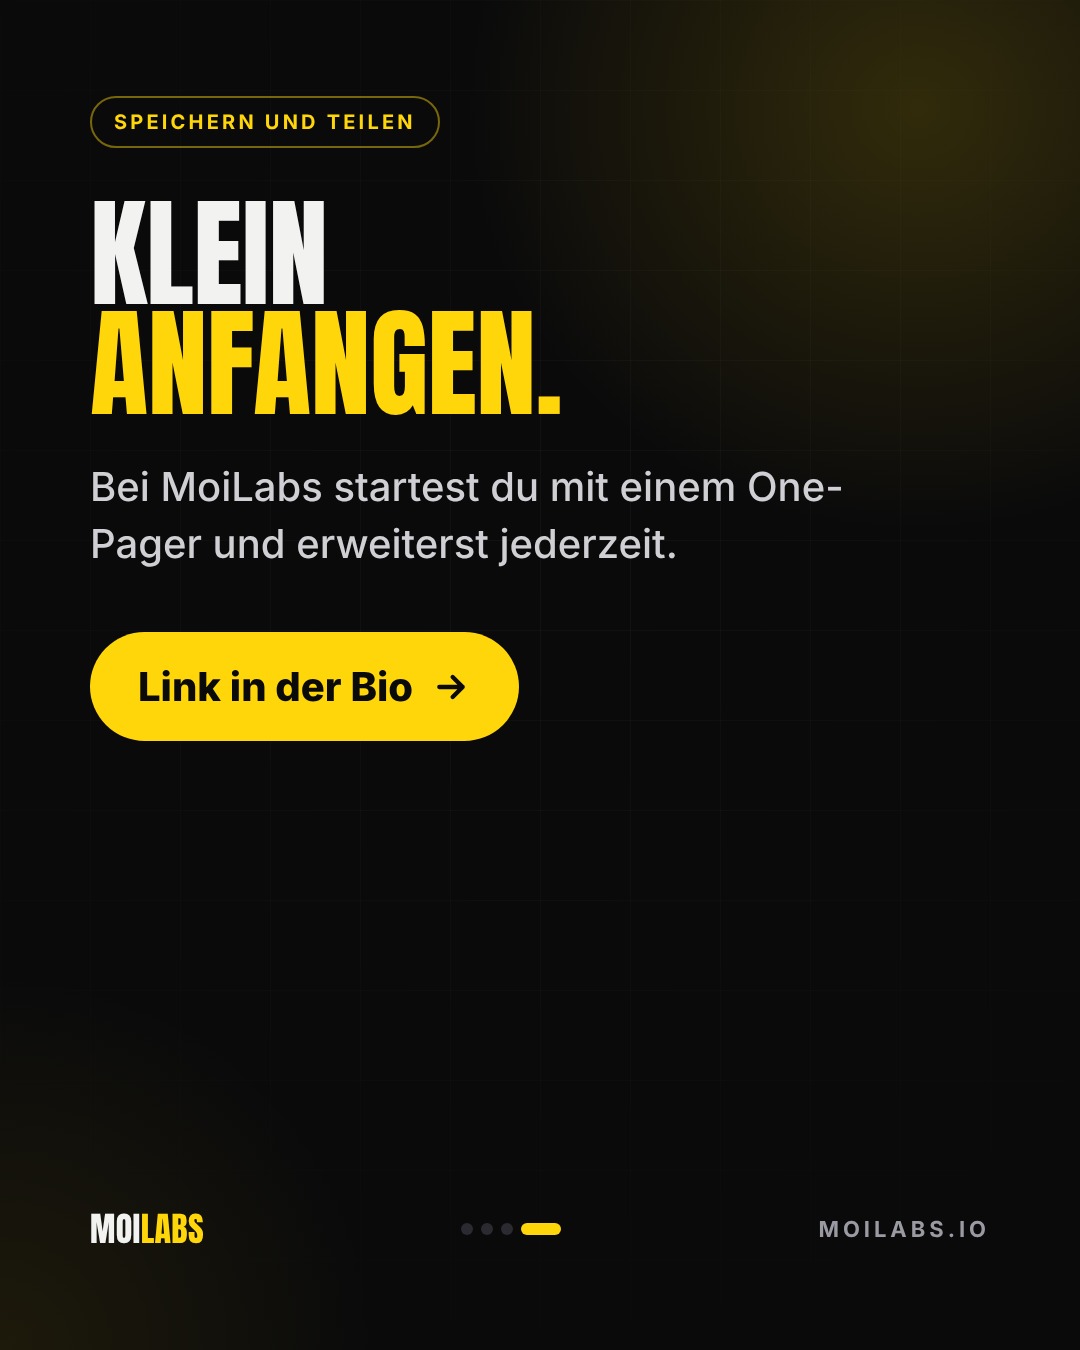 SPEICHERN UND TEILEN
KLEIN
ANFANGEN.
Bei MoiLabs startest du mit einem One-
Pager und erweiterst jederzeit.
Link in der Bio →
MOILABS
MOILABS.IO